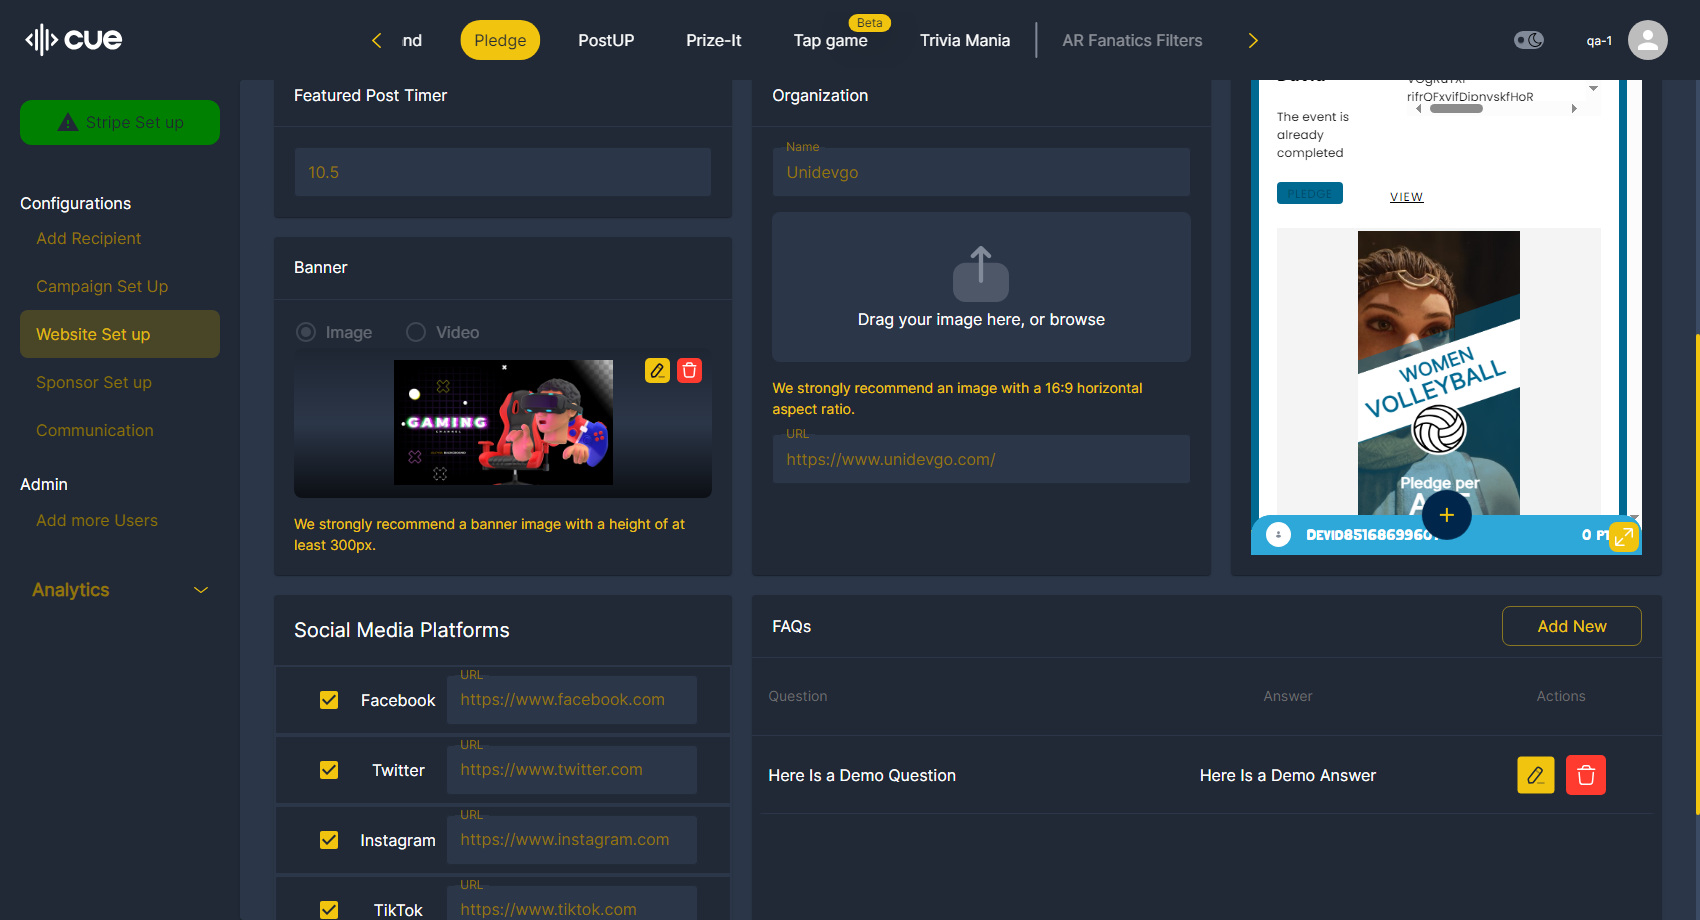 cue
nd
Pledge
PostUP
Prize-It
Tap game
Beta
Trivia Mania
AR Fanatics Filters
qa-1
Stripe Set up
Configurations
Add Recipient
Campaign Set Up
Website Set up
Sponsor Set up
Communication
Admin
Add more Users
Analytics
Featured Post Timer
10.5
Banner
Image
Video
GAMING
CHANNEL
We strongly recommend a banner image with a height of at
least 300px.
Organization
Name
Unidevgo
Drag your image here, or browse
We strongly recommend an image with a 16:9 horizontal
aspect ratio.
URL
https://www.unidevgo.com/
rifrOFxvifDipnvskfHoR
The event is
already
completed
PLEDGE
VIEW
WOMEN
VOLLEYBALL
Pledge per
DEVID8516869960
0 PT
Social Media Platforms
Facebook
URL
https://www.facebook.com
Twitter
URL
https://www.twitter.com
Instagram
URL
https://www.instagram.com
TikTok
URL
https://www.tiktok.com
FAQs
Add New
Question
Answer
Actions
Here Is a Demo Question
Here Is a Demo Answer